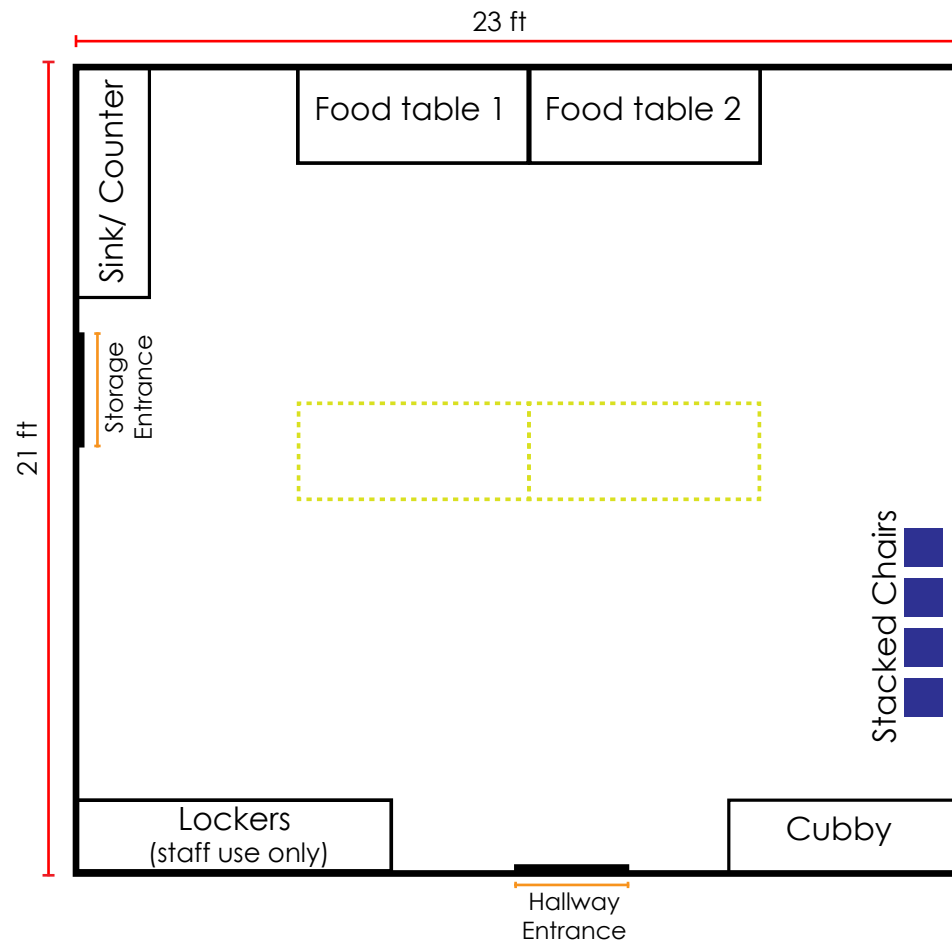 23 ft
Food table 1
Food table 2
Sink/ Counter
Storage
Entrance
21 ft
Stacked Chairs
Lockers
(staff use only)
Cubby
Hallway
Entrance